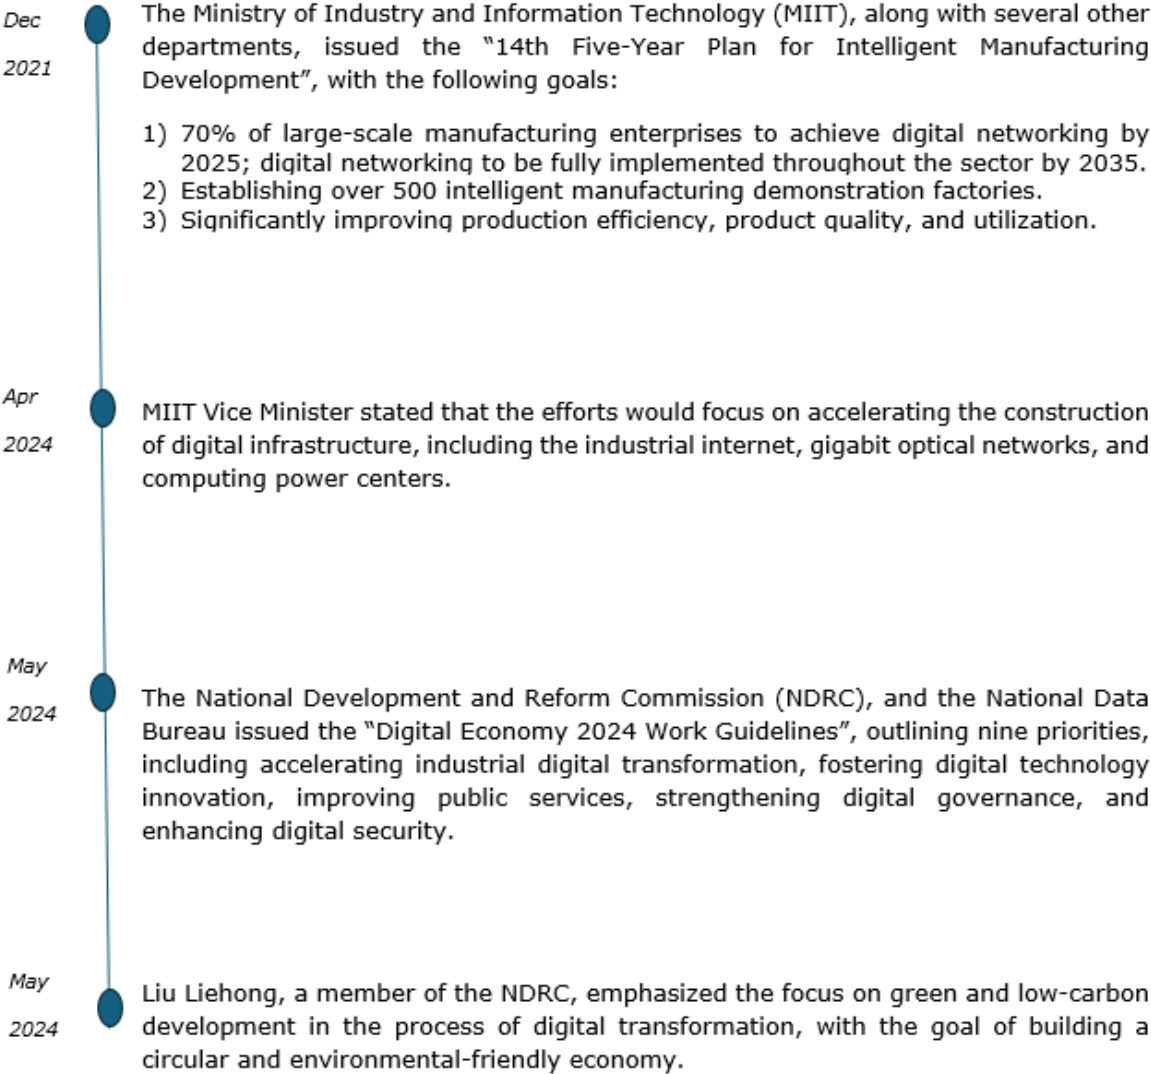 Dec
2021
The Ministry of Industry and Information Technology (MIIT), along with several other
departments, issued the “14th Five-Year Plan for Intelligent Manufacturing
Development”, with the following goals:
1) 70% of large-scale manufacturing enterprises to achieve digital networking by
2025; digital networking to be fully implemented throughout the sector by 2035.
2) Establishing over 500 intelligent manufacturing demonstration factories.
3) Significantly improving production efficiency, product quality, and utilization.
Apr
2024
MIIT Vice Minister stated that the efforts would focus on accelerating the construction
of digital infrastructure, including the industrial internet, gigabit optical networks, and
computing power centers.
May
2024
The National Development and Reform Commission (NDRC), and the National Data
Bureau issued the “Digital Economy 2024 Work Guidelines”, outlining nine priorities,
including accelerating industrial digital transformation, fostering digital technology
innovation, improving public services, strengthening digital governance, and
enhancing digital security.
May
2024
Liu Liehong, a member of the NDRC, emphasized the focus on green and low-carbon
development in the process of digital transformation, with the goal of building a
circular and environmental-friendly economy.